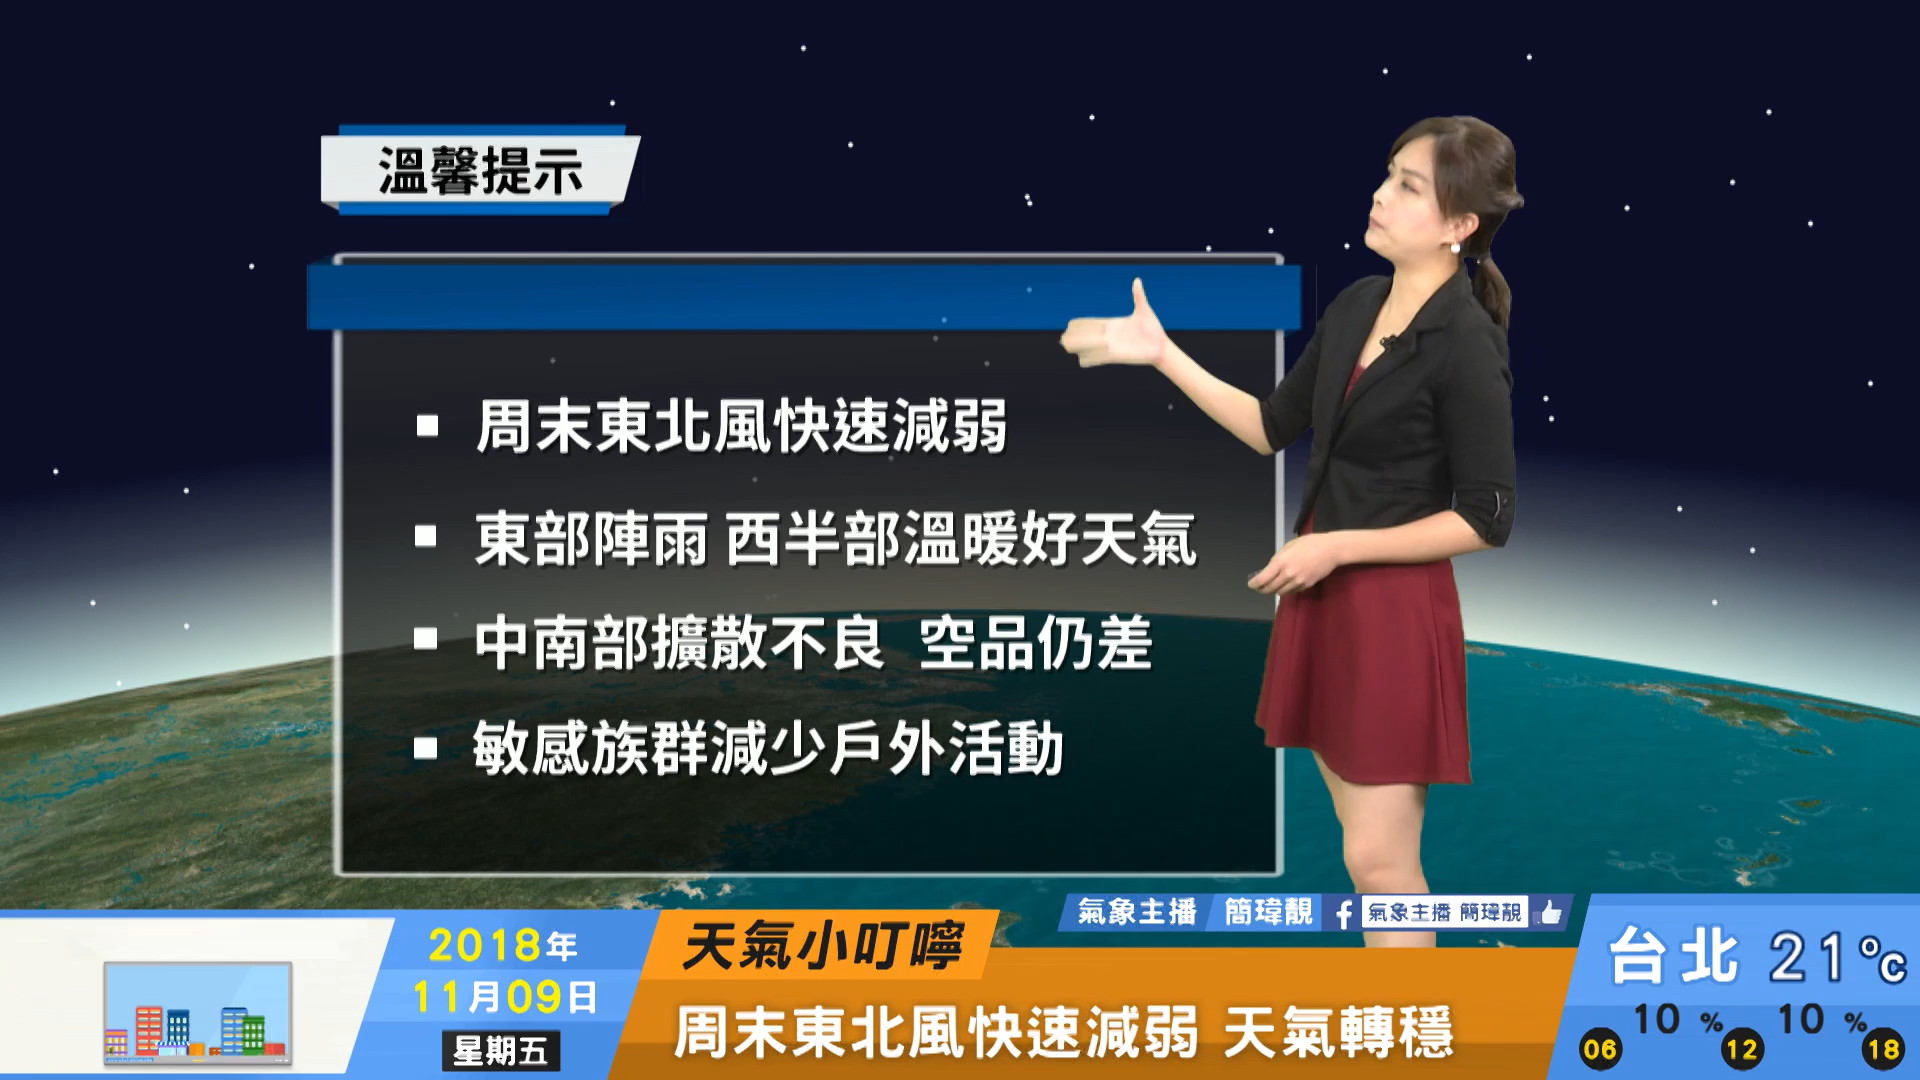 溫馨提示
周末東北風快速減弱
東部陣雨 西半部溫暖好天氣
中南部擴散不良 空品仍差
敏感族群減少戶外活動
氣象主播 簡瑋靚 f 氣象主播 簡瑋靚
2018年
11月09日
星期五
天氣小叮嚀
周末東北風快速減弱 天氣轉穩
台北 21°c
10 % 10 %
06 12 18